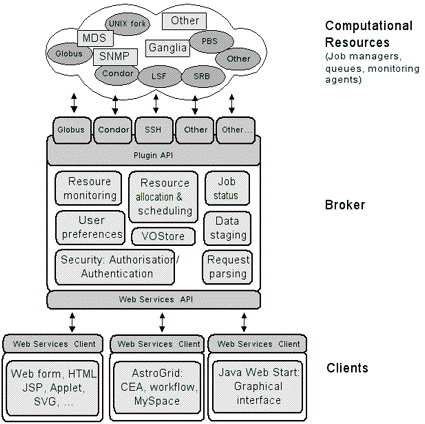 UNIX fork
Other
MDS
Ganglia
PBS
Globus
SNMP
Other
Condor
LSF
SRB
Computational
Resources
(Job managers,
queues, monitoring
agents)
Globus
Condor
SSH
Other
Other...
Plugin API
Resoure
monitoring
Resource
allocation &
scheduling
Job
status
User
preferences
VOStore
Data
staging
Security: Authorisation/
Authentication
Request
parsing
Broker
Web Services API
Web Services Client
Web Services Client
Web Services Client
Web form, HTML
JSP, Applet,
SVG, ...
AstroGrid:
CEA, workflow,
MySpace
Java Web Start:
Graphical
interface
Clients